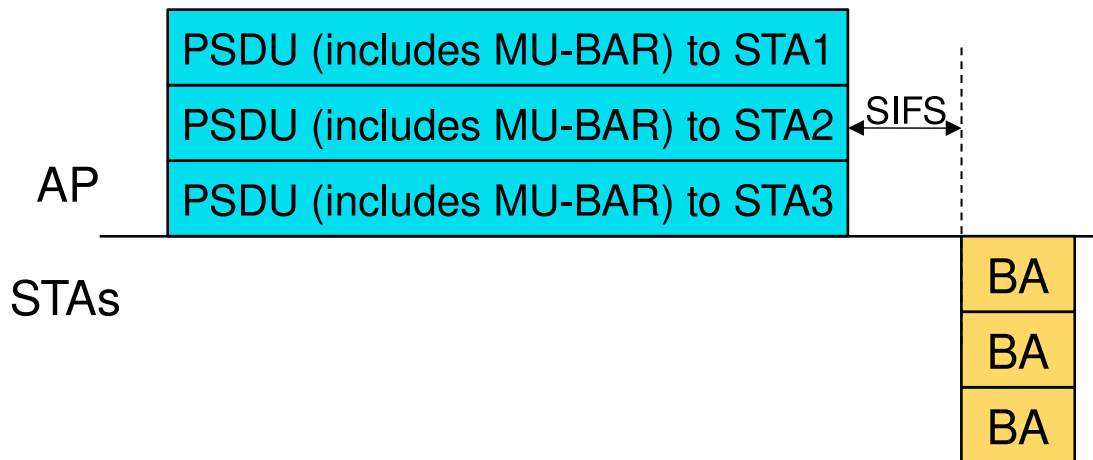 PSDU (includes MU-BAR) to STA1
PSDU (includes MU-BAR) to STA2
PSDU (includes MU-BAR) to STA3
SIFS
AP
STAs
BA
BA
BA